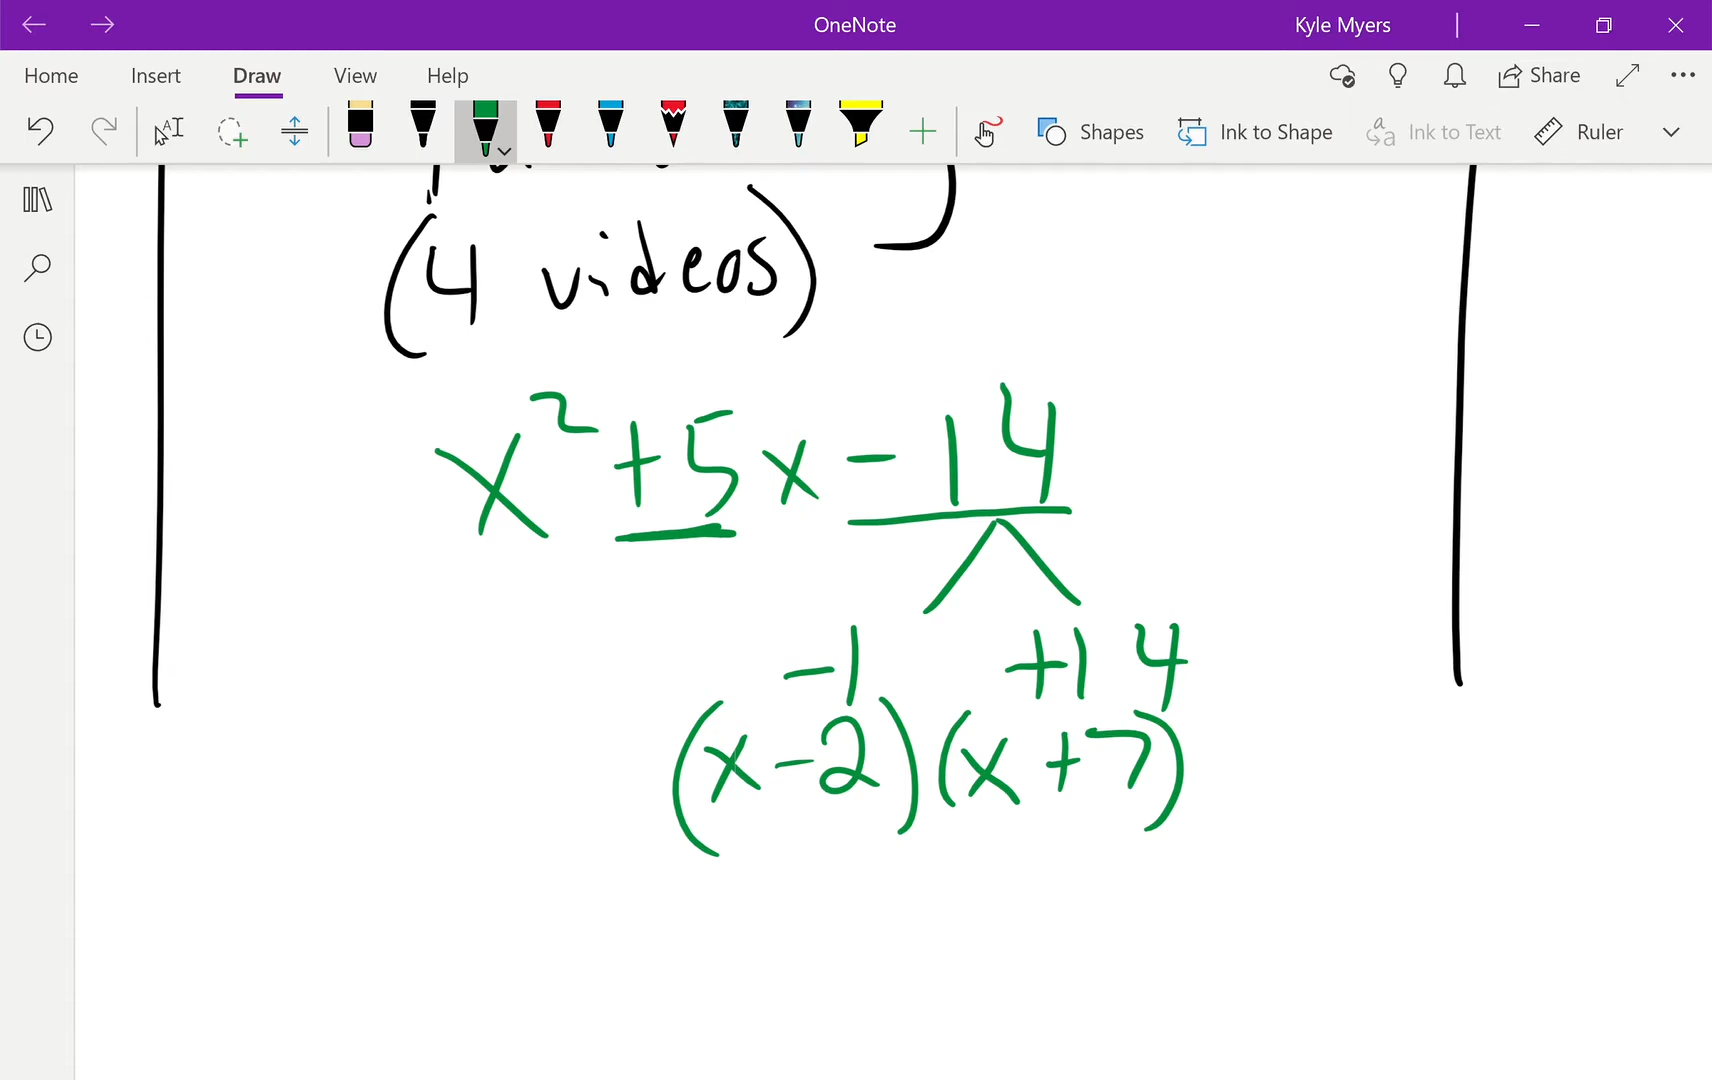 OneNote
Kyle Myers
Home Insert Draw View Help Share
Shapes Ink to Shape Ink to Text Ruler
(4 videos)
x² +5x -14
-1 +14
(x-2)(x+7)